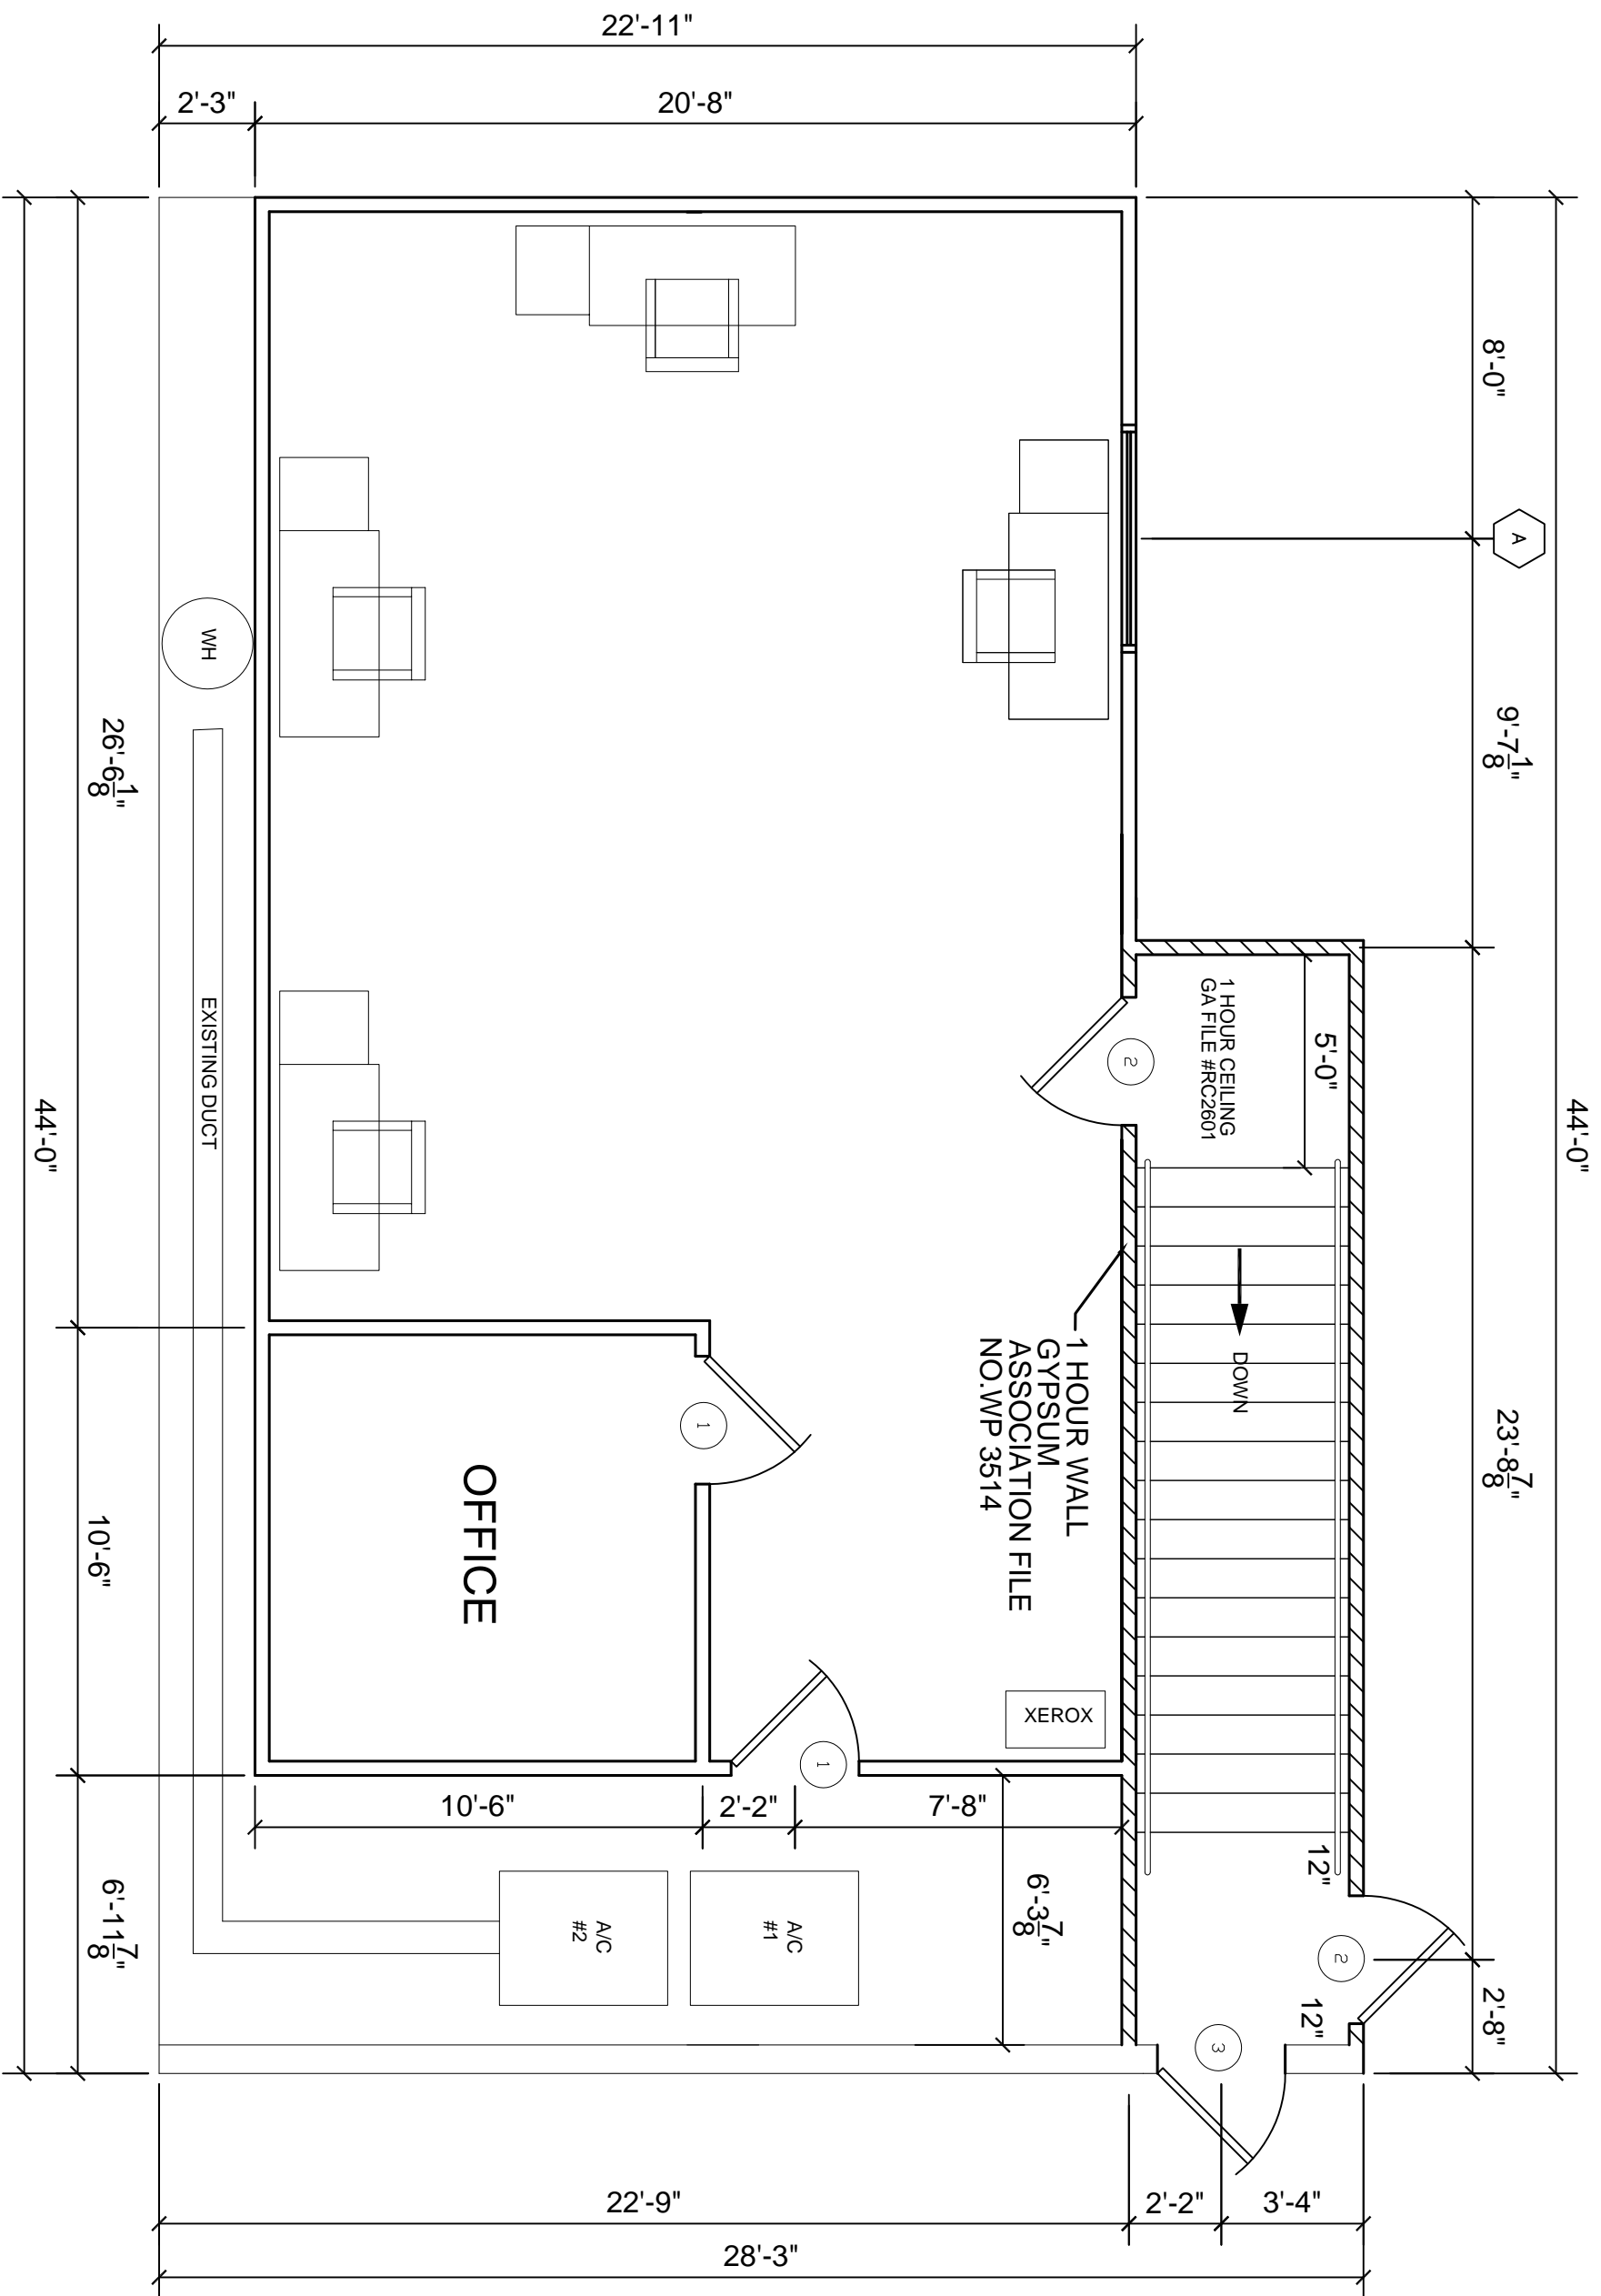 22'-11"
2'-3"
20'-8"
8'-0"
A
9'-7 1/8"
WH
26'-6 1/8"
EXISTING DUCT
1 HOUR CEILING
GA FILE #RC2601
5'-0"
2
44'-0"
44'-0"
DOWN
1 HOUR WALL
GYPSUM
ASSOCIATION FILE
NO.WP 3514
23'-8 7/8"
1
OFFICE
10'-6"
XEROX
1
10'-6"
2'-2"
7'-8"
12"
6'-11 7/8"
A/C
#2
A/C
#1
6'-3 7/8"
2
12"
2'-8"
3
22'-9"
2'-2"
3'-4"
28'-3"